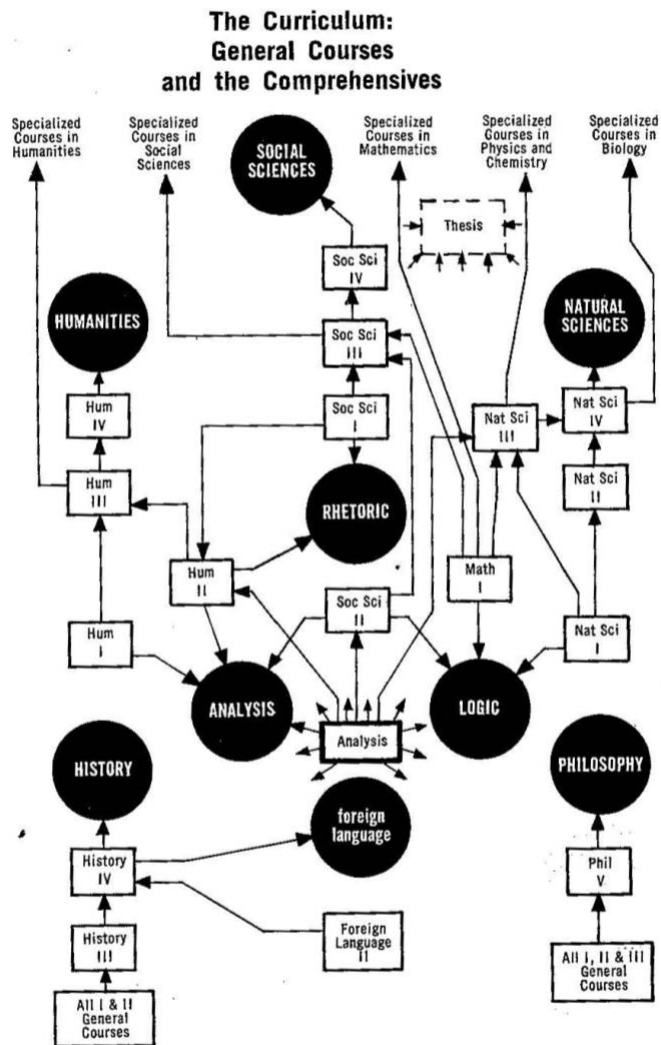 The Curriculum:
General Courses
and the Comprehensives
Specialized
Courses in
Humanities
Specialized
Courses in
Social
Sciences
SOCIAL
SCIENCES
Specialized
Courses in
Mathematics
Specialized
Courses in
Physics and
Chemistry
Specialized
Courses in
Biology
Thesis
Soc Sci
IV
HUMANITIES
Soc Sci
III
NATURAL
SCIENCES
Hum
IV
Soc Sci
I
Nat Sci
III
Nat Sci
IV
Hum
III
RHETORIC
Nat Sci
II
Hum
II
Math
I
Soc Sci
II
Hum
I
Nat Sci
I
ANALYSIS
LOGIC
Analysis
HISTORY
PHILOSOPHY
foreign
language
History
IV
Phil
V
History
III
Foreign
Language
II
All I & II
General
Courses
All I, II & III
General
Courses